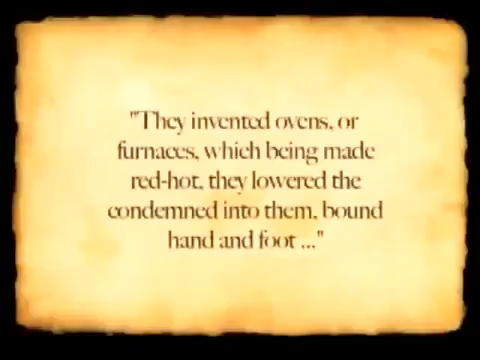 "They invented ovens, or
furnaces, which being made
red-hot, they lowered the
condemned into them, bound
hand and foot ..."